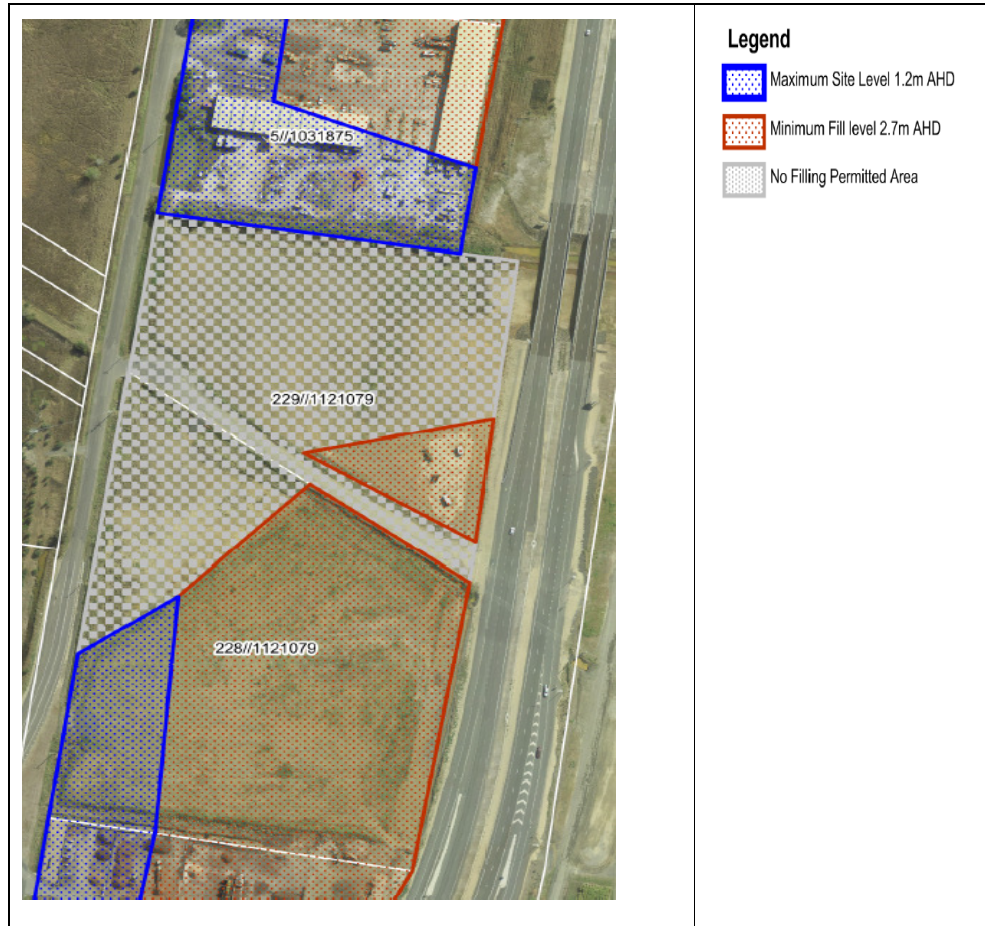 Legend
Maximum Site Level 1.2m AHD
Minimum Fill level 2.7m AHD
No Filling Permitted Area
5//1031875
229//1121079
228//1121079